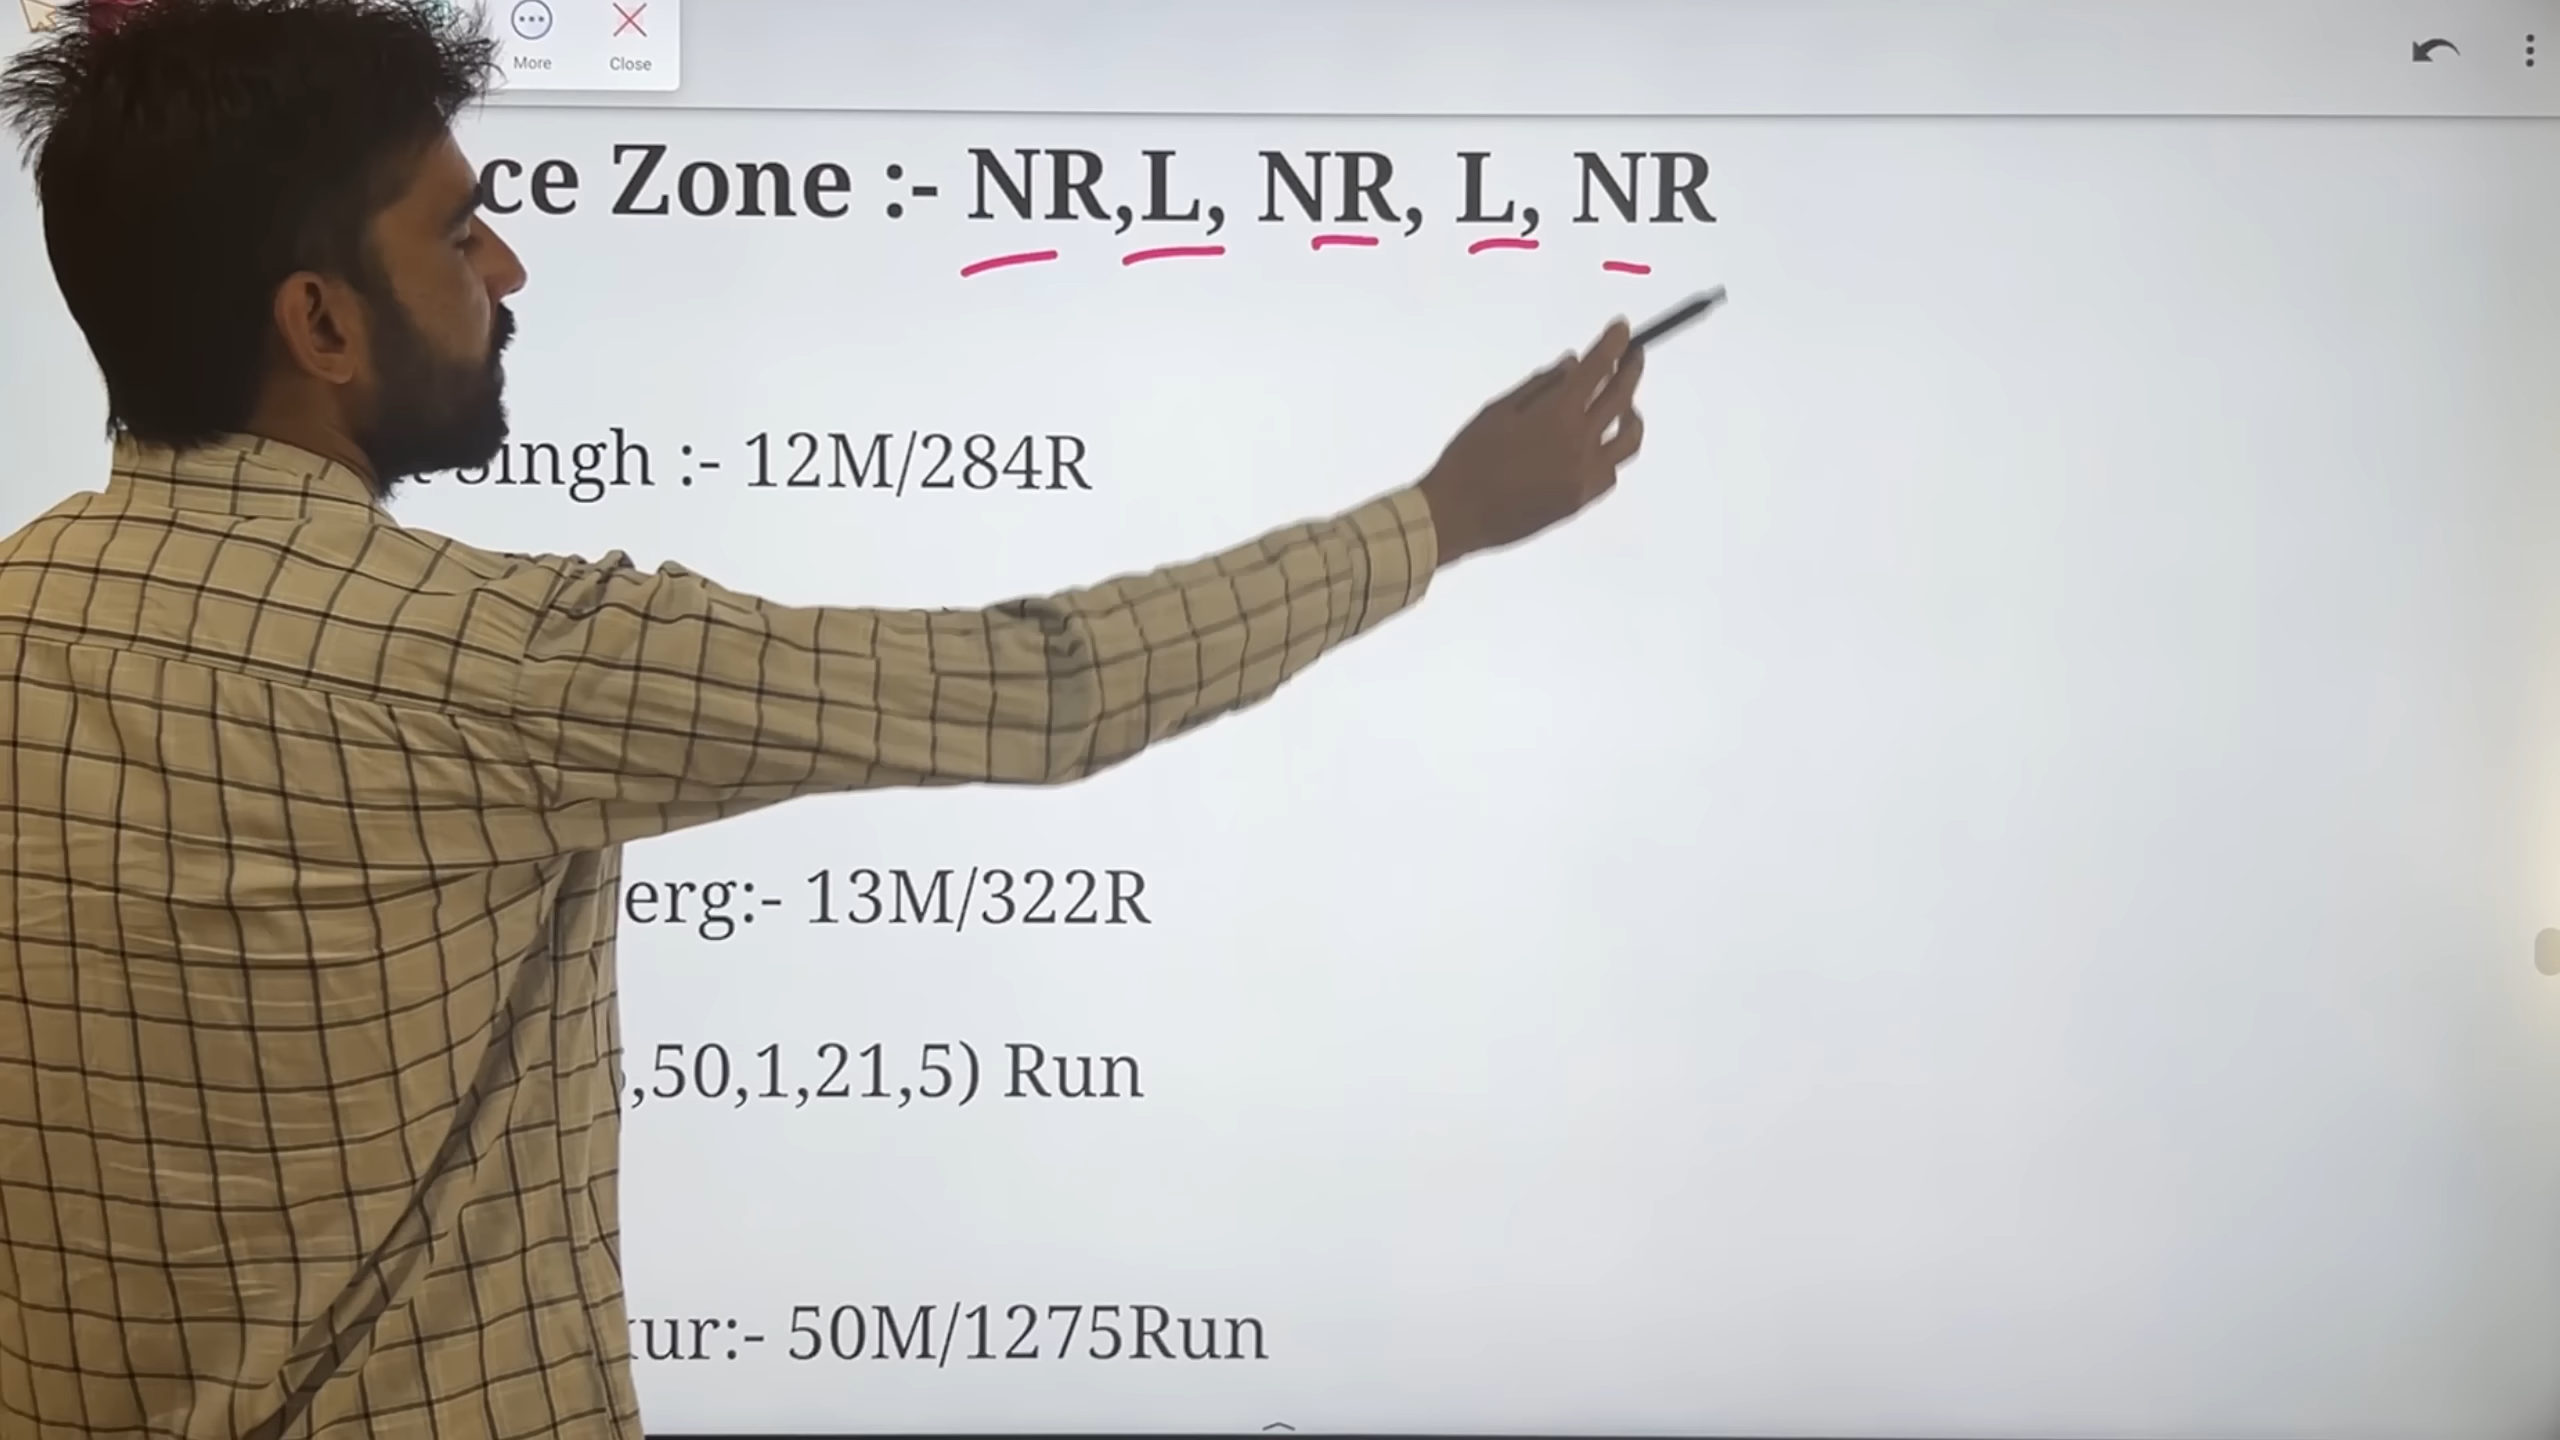 More Close
ce Zone :- NR,L, NR, L, NR
Singh :- 12M/284R
erg:- 13M/322R
,50,1,21,5) Run
ur:- 50M/1275Run